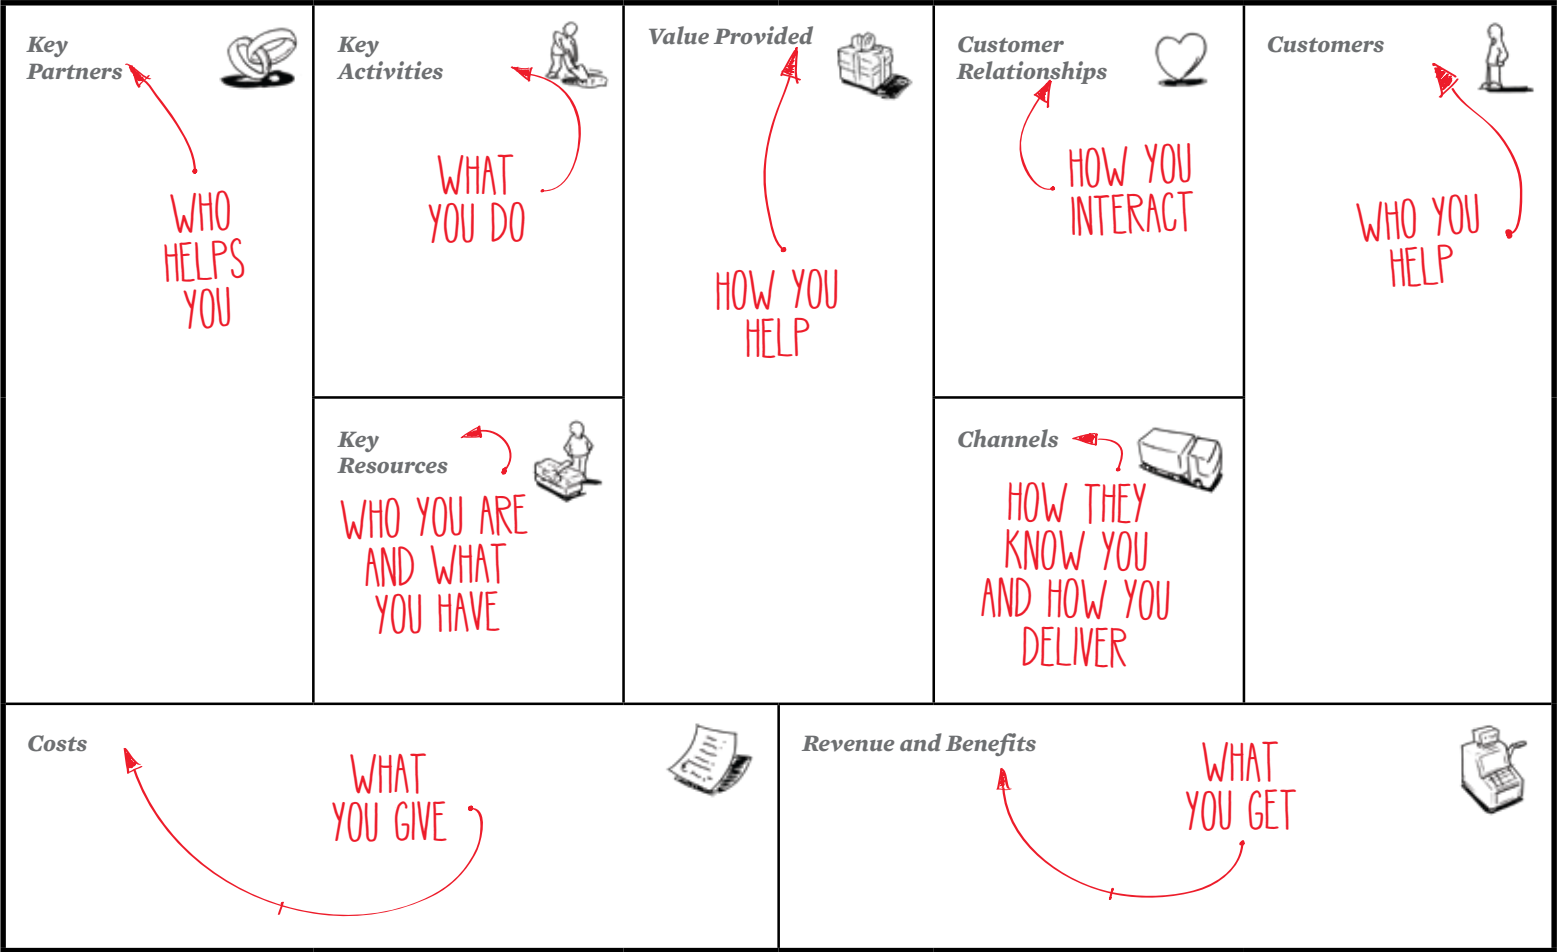 Key
Partners
WHO
HELPS
YOU
Key
Activities
WHAT
YOU DO
Key
Resources
WHO YOU ARE
AND WHAT
YOU HAVE
Value Provided
HOW YOU
HELP
Customer
Relationships
HOW YOU
INTERACT
Channels
HOW THEY
KNOW YOU
AND HOW YOU
DELIVER
Customers
WHO YOU
HELP
Costs
WHAT
YOU GIVE
Revenue and Benefits
WHAT
YOU GET